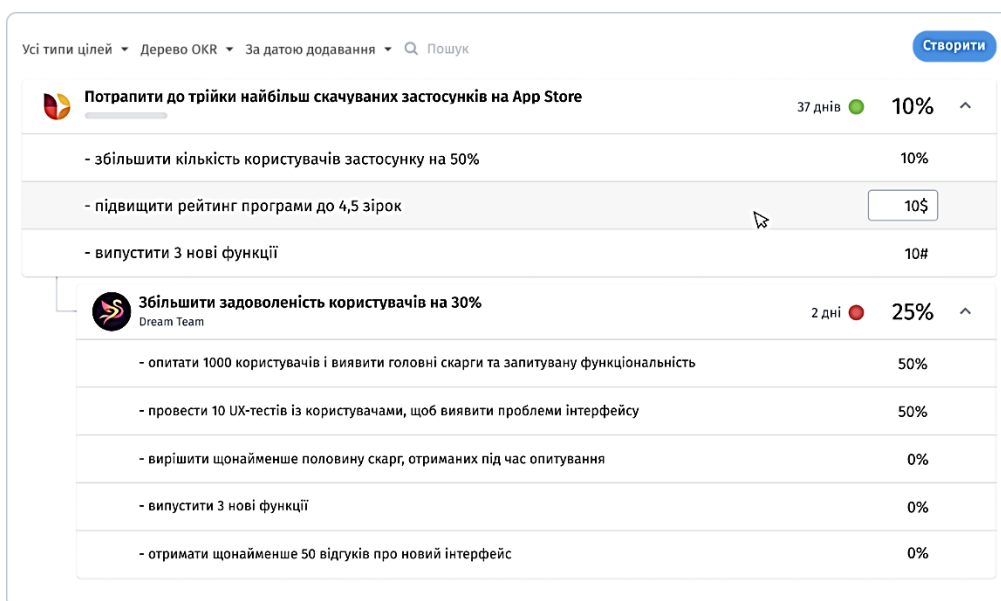 Усі типи цілей Дерево OKR За датою додавання Пошук Створити
Потрапити до трійки найбільш скачуваних застосунків на App Store 37 днів 10%
- збільшити кількість користувачів застосунку на 50% 10%
- підвищити рейтинг програми до 4,5 зірок 10$
- випустити 3 нові функції 10#
Збільшити задоволеність користувачів на 30% 2 дні 25%
Dream Team
- опитати 1000 користувачів і виявити головні скарги та запитувану функціональність 50%
- провести 10 UX-тестів із користувачами, щоб виявити проблеми інтерфейсу 50%
- вирішити щонайменше половину скарг, отриманих під час опитування 0%
- випустити 3 нові функції 0%
- отримати щонайменше 50 відгуків про новий інтерфейс 0%